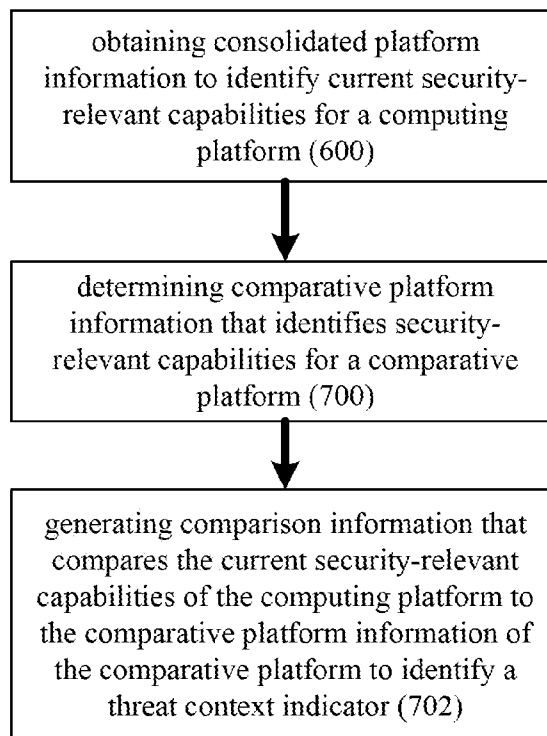 obtaining consolidated platform
information to identify current security-
relevant capabilities for a computing
platform (600)
determining comparative platform
information that identifies security-
relevant capabilities for a comparative
platform (700)
generating comparison information that
compares the current security-relevant
capabilities of the computing platform to
the comparative platform information of
the comparative platform to identify a
threat context indicator (702)